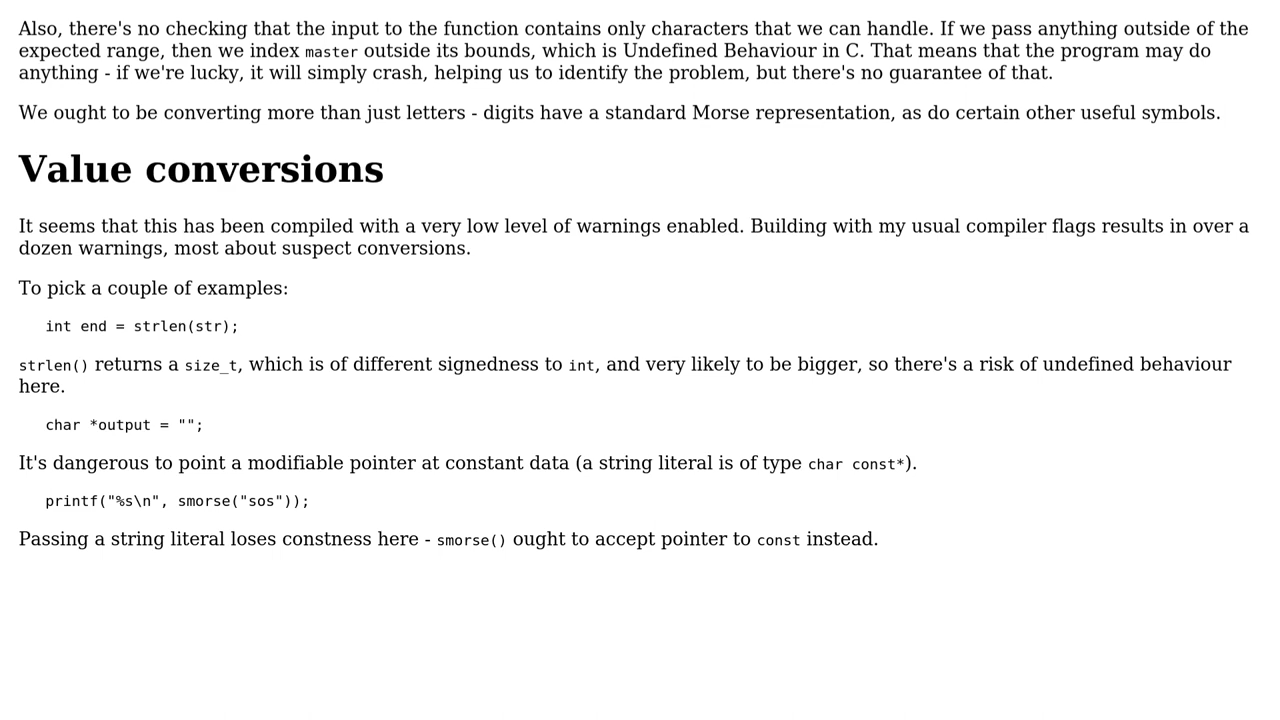 Also, there's no checking that the input to the function contains only characters that we can handle. If we pass anything outside of the
expected range, then we index master outside its bounds, which is Undefined Behaviour in C. That means that the program may do
anything - if we're lucky, it will simply crash, helping us to identify the problem, but there's no guarantee of that.
We ought to be converting more than just letters - digits have a standard Morse representation, as do certain other useful symbols.
Value conversions
It seems that this has been compiled with a very low level of warnings enabled. Building with my usual compiler flags results in over a
dozen warnings, most about suspect conversions.
To pick a couple of examples:
int end = strlen(str);
strlen() returns a size_t, which is of different signedness to int, and very likely to be bigger, so there's a risk of undefined behaviour
here.
char *output = "";
It's dangerous to point a modifiable pointer at constant data (a string literal is of type char const*).
printf("%s\n", smorse("sos"));
Passing a string literal loses constness here - smorse() ought to accept pointer to const instead.